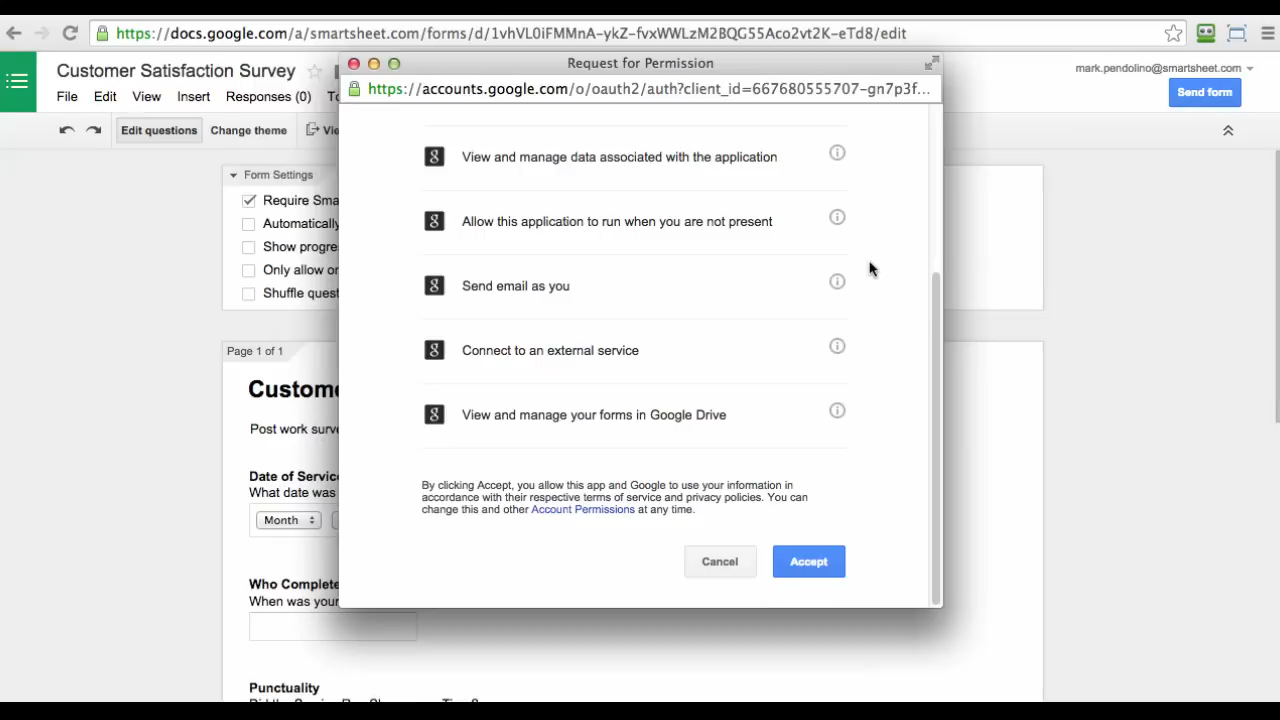 https://docs.google.com/a/smartsheet.com/forms/d/1vhVL0iFMMnA-ykZ-fvxWWLzM2BQG55Aco2vt2K-eTd8/edit
Customer Satisfaction Survey
mark.pendolino@smartsheet.com
File Edit View Insert Responses (0)
Send form
Edit questions Change theme
Request for Permission
https://accounts.google.com/o/oauth2/auth?client_id=667680555707-gn7p3f...
View and manage data associated with the application
Allow this application to run when you are not present
Send email as you
Connect to an external service
View and manage your forms in Google Drive
By clicking Accept, you allow this app and Google to use your information in
accordance with their respective terms of service and privacy policies. You can
change this and other Account Permissions at any time.
Cancel Accept
Form Settings
Require Sma
Automatically
Show progre
Only allow or
Shuffle quest
Page 1 of 1
Custome
Post work surve
Date of Servic
What date was
Month
Who Complete
When was your
Punctuality